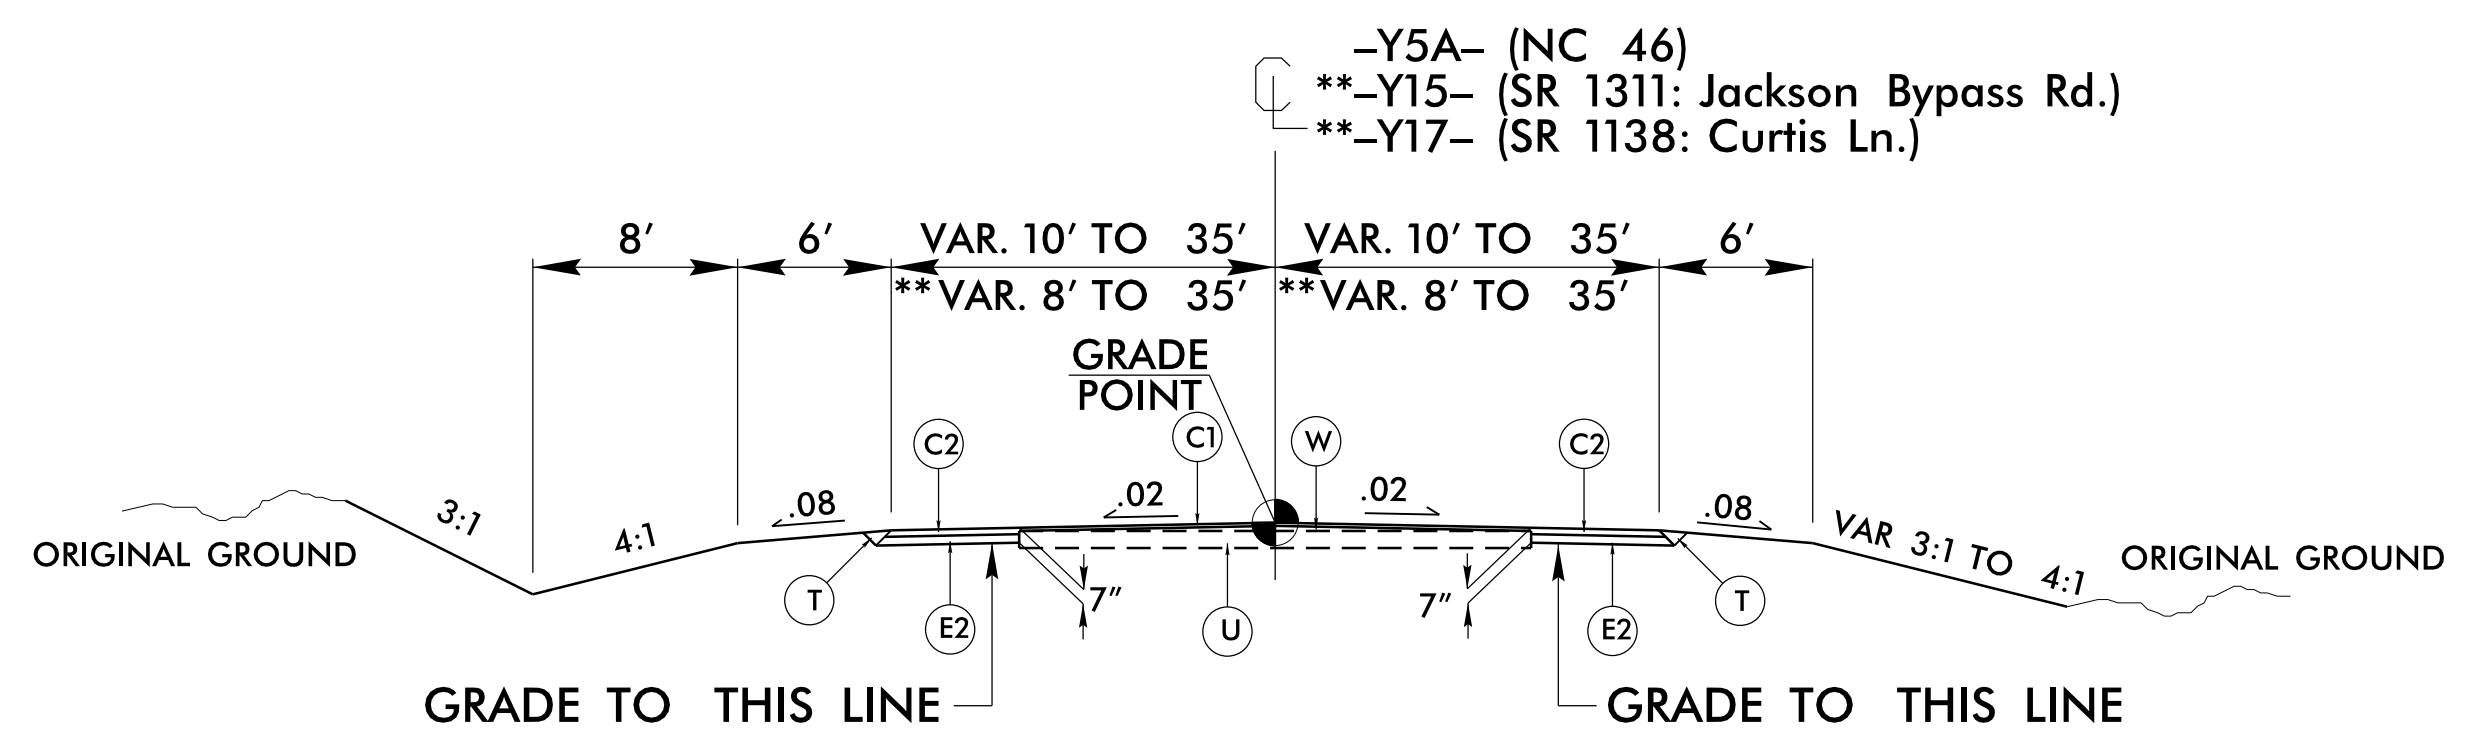 –Y5A– (NC 46)
**–Y15– (SR 1311: Jackson Bypass Rd.)
**–Y17– (SR 1138: Curtis Ln.)
8' 6' VAR. 10' TO 35' VAR. 10' TO 35' 6'
**VAR. 8' TO 35' **VAR. 8' TO 35'
GRADE
POINT
C2 C1 W C2
3:1 4:1 .08 .02 .02 .08 VAR 3:1 TO 4:1
ORIGINAL GROUND ORIGINAL GROUND
T 7" 7" T
E2 U E2
GRADE TO THIS LINE GRADE TO THIS LINE